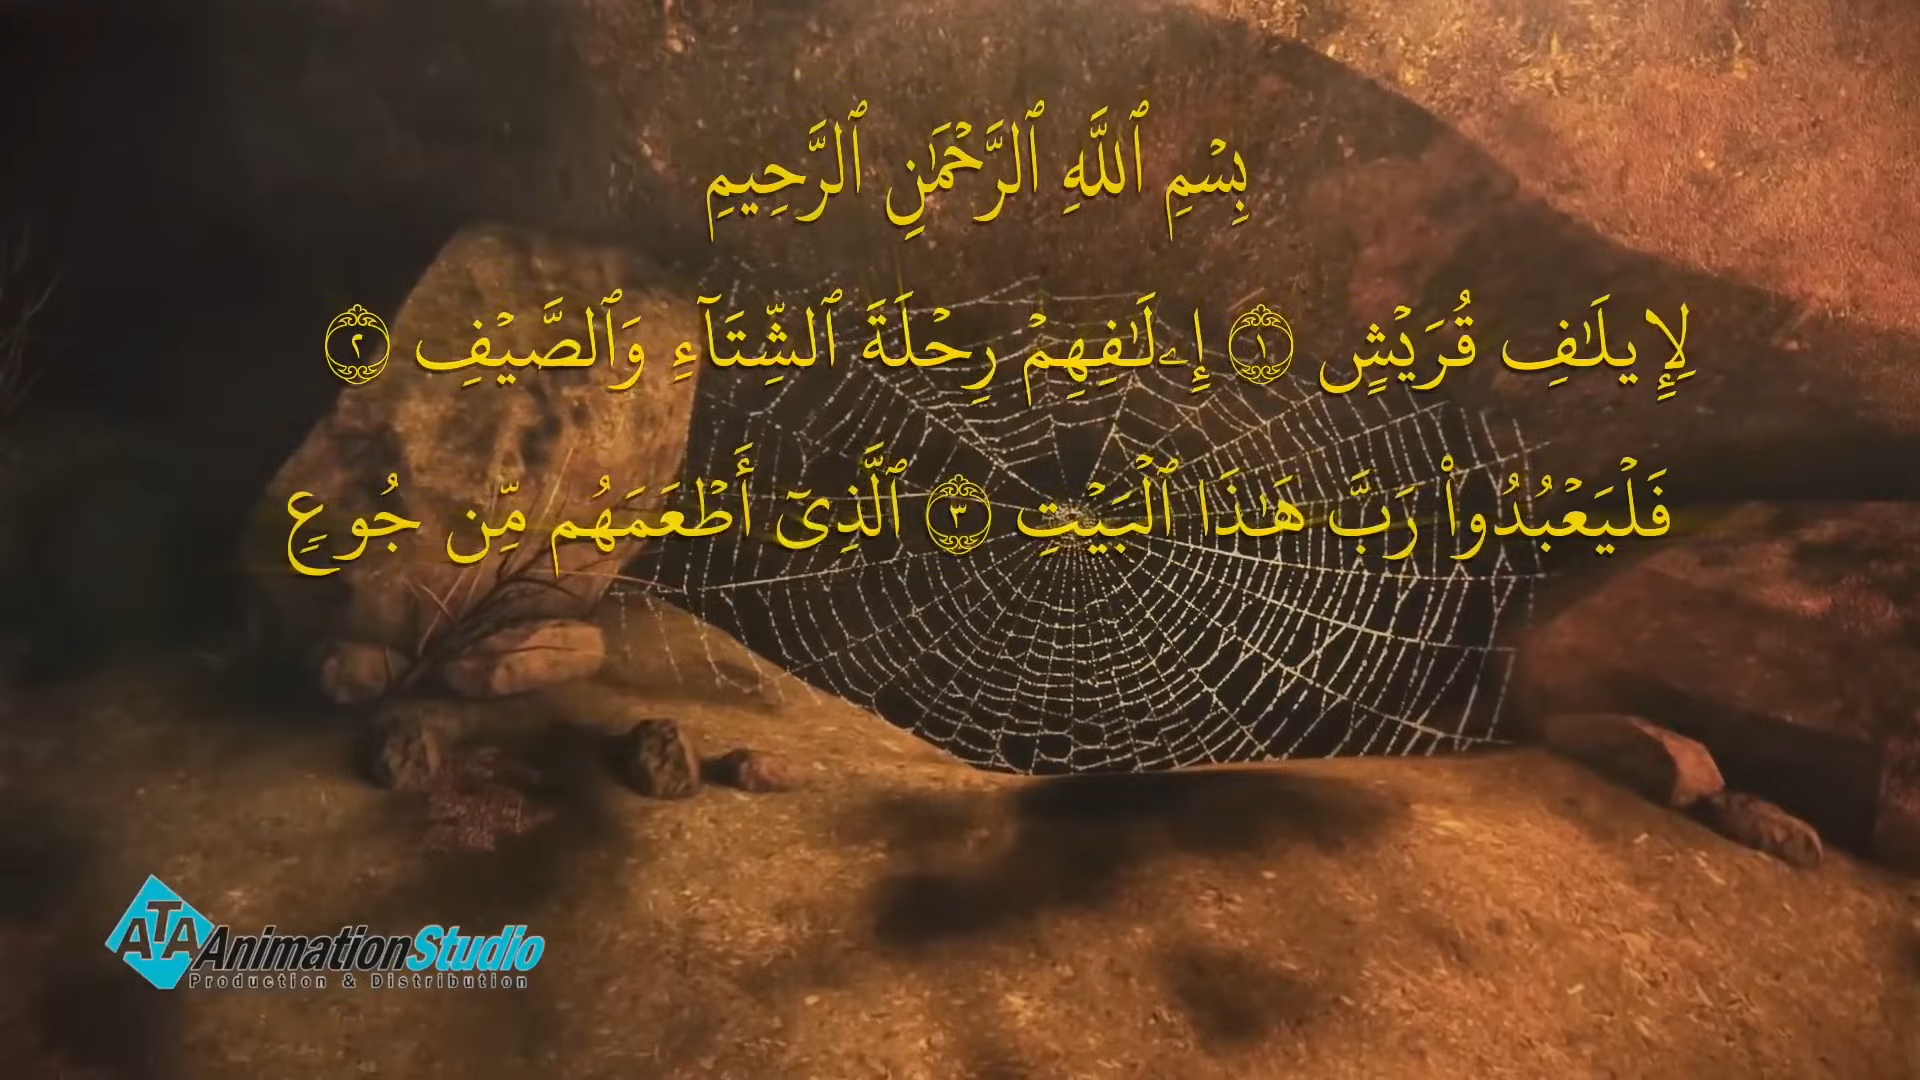 بِسْمِ ٱللَّهِ ٱلرَّحْمَـٰنِ ٱلرَّحِيمِ
لِإِيلَـٰفِ قُرَيْشٍ ١ إِۦلَـٰفِهِمْ رِحْلَةَ ٱلشِّتَآءِ وَٱلصَّيْفِ ٢
فَلْيَعْبُدُوا۟ رَبَّ هَـٰذَا ٱلْبَيْتِ ٣ ٱلَّذِىٓ أَطْعَمَهُم مِّن جُوعٍ
ATA AnimationStudio
Production & Distribution